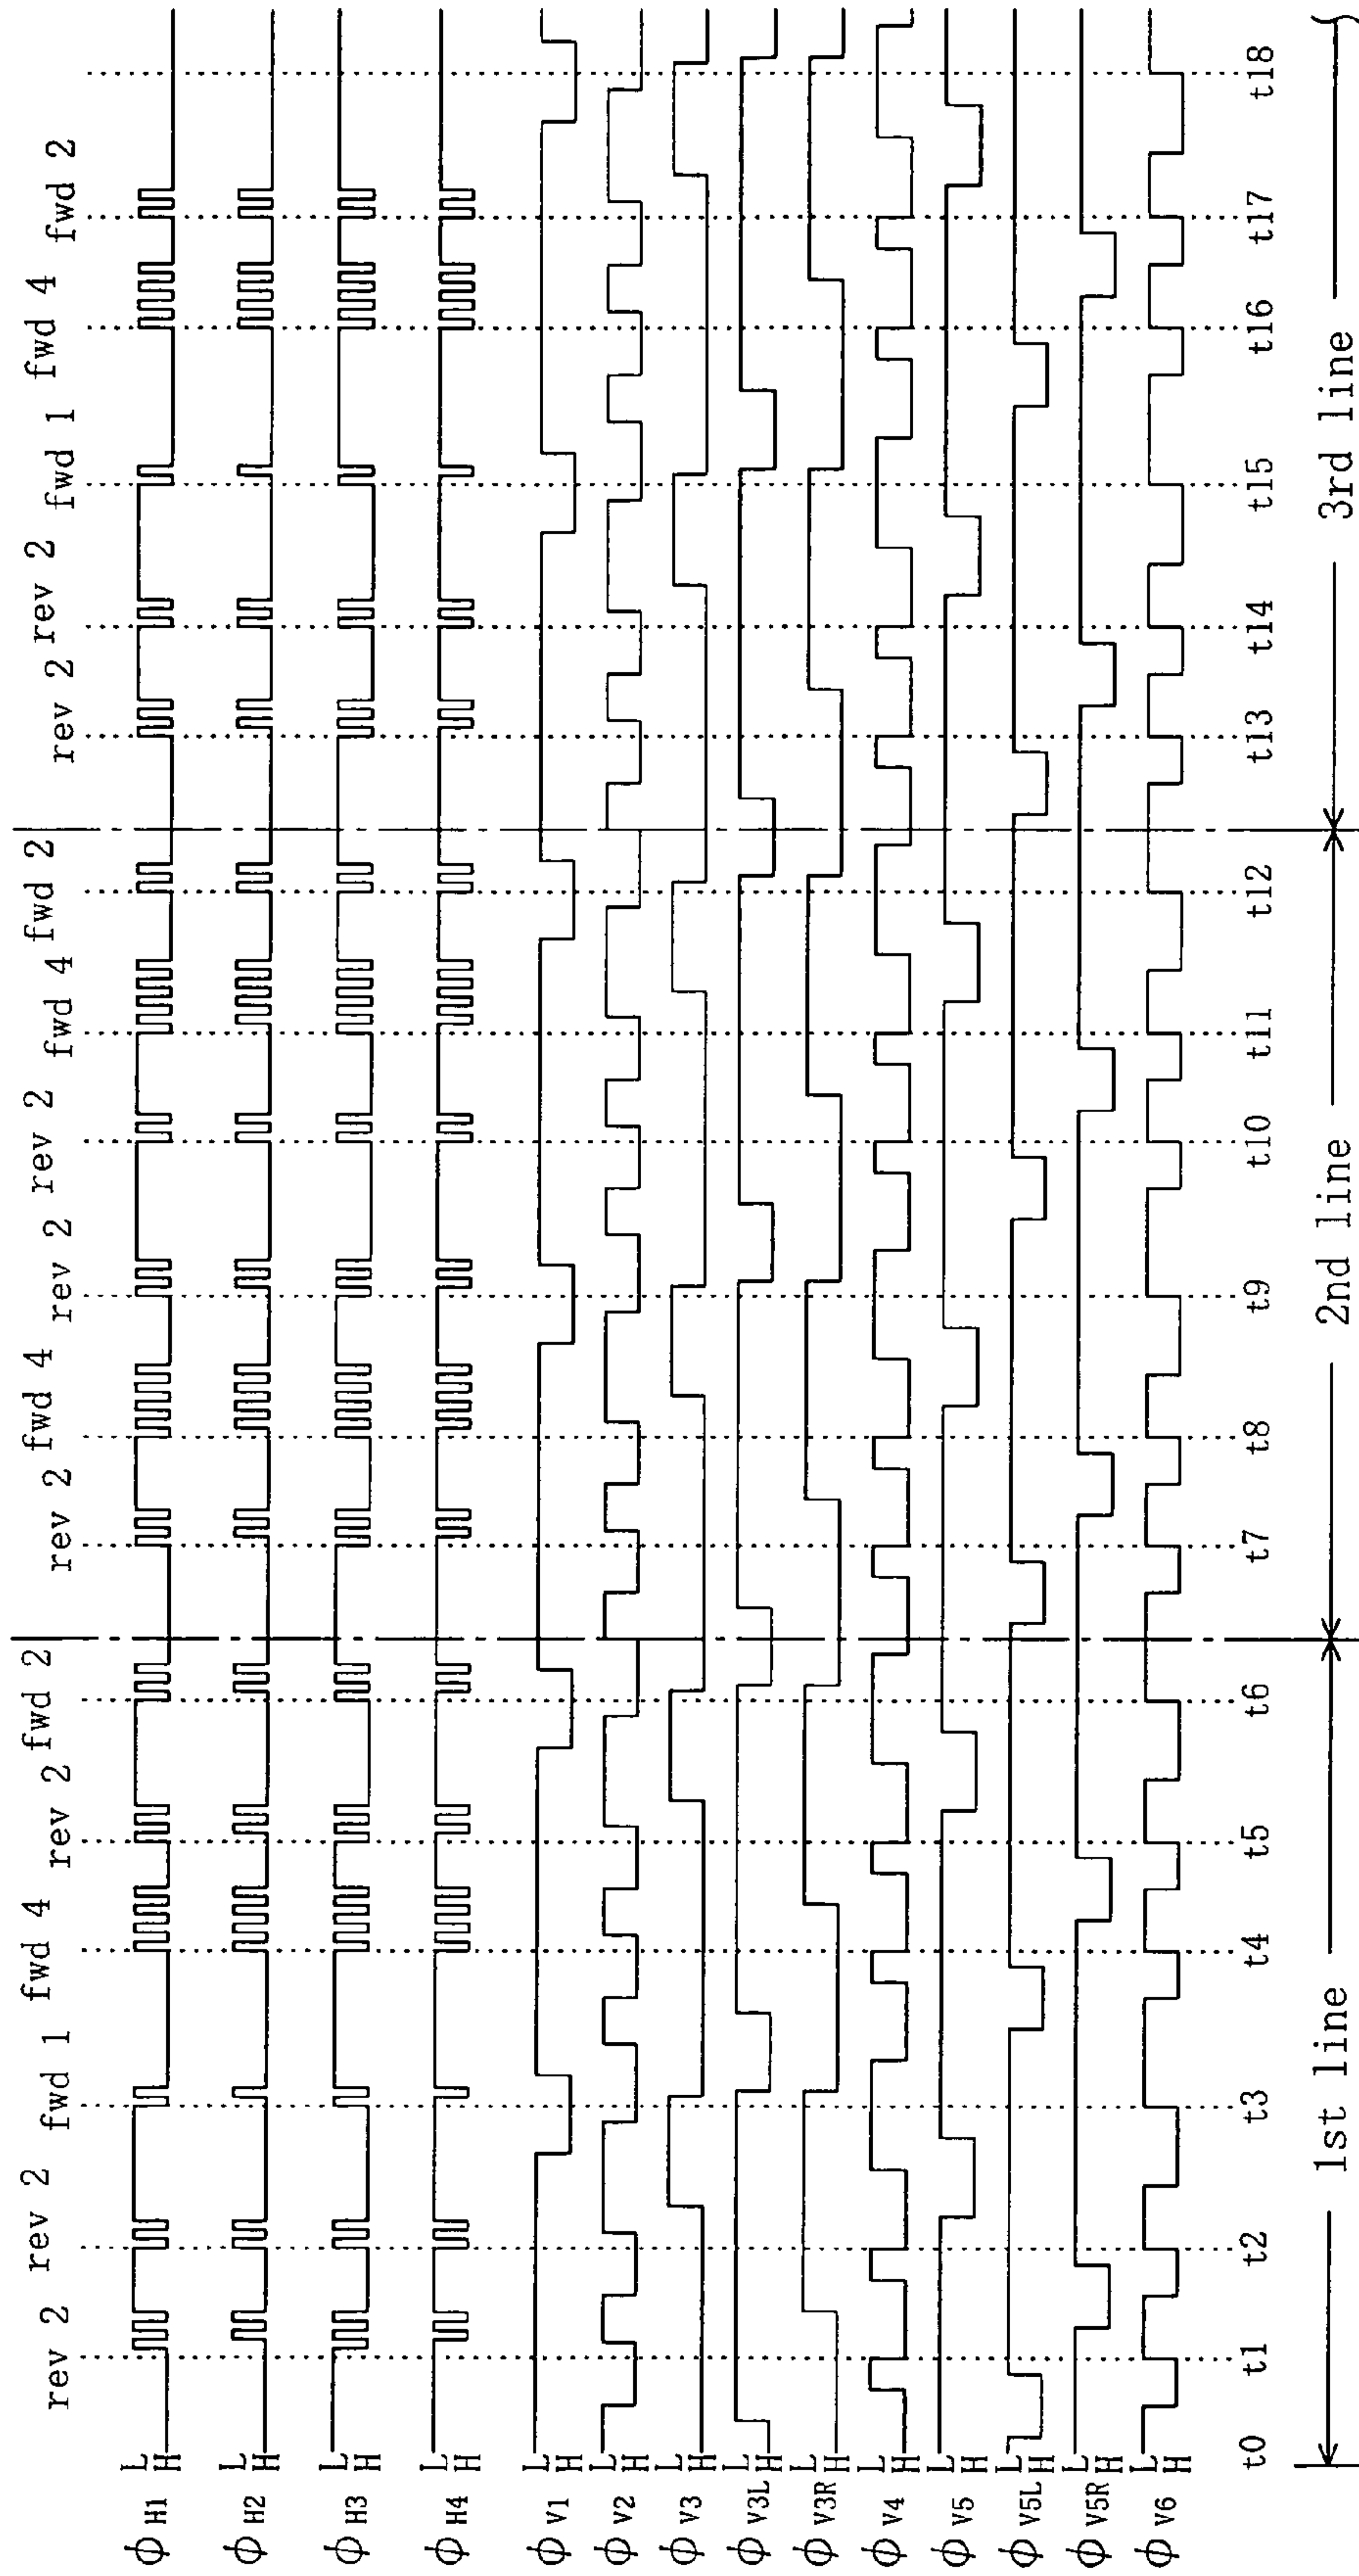 rev 2 rev 2 fwd 1 fwd 4 rev 2 fwd 2 rev 2 fwd 4 rev 2 rev 2 fwd 4 fwd 2 rev 2 rev 2 fwd 1 fwd 4 fwd 2
ϕH1 L
H
ϕH2 L
H
ϕH3 L
H
ϕH4 L
H
ϕV1 L
H
ϕV2 L
H
ϕV3 L
H
ϕV3L L
H
ϕV3R L
H
ϕV4 L
H
ϕV5 L
H
ϕV5L L
H
ϕV5R L
H
ϕV6 L
H
t0 t1 t2 t3 t4 t5 t6 t7 t8 t9 t10 t11 t12 t13 t14 t15 t16 t17 t18
1st line 2nd line 3rd line